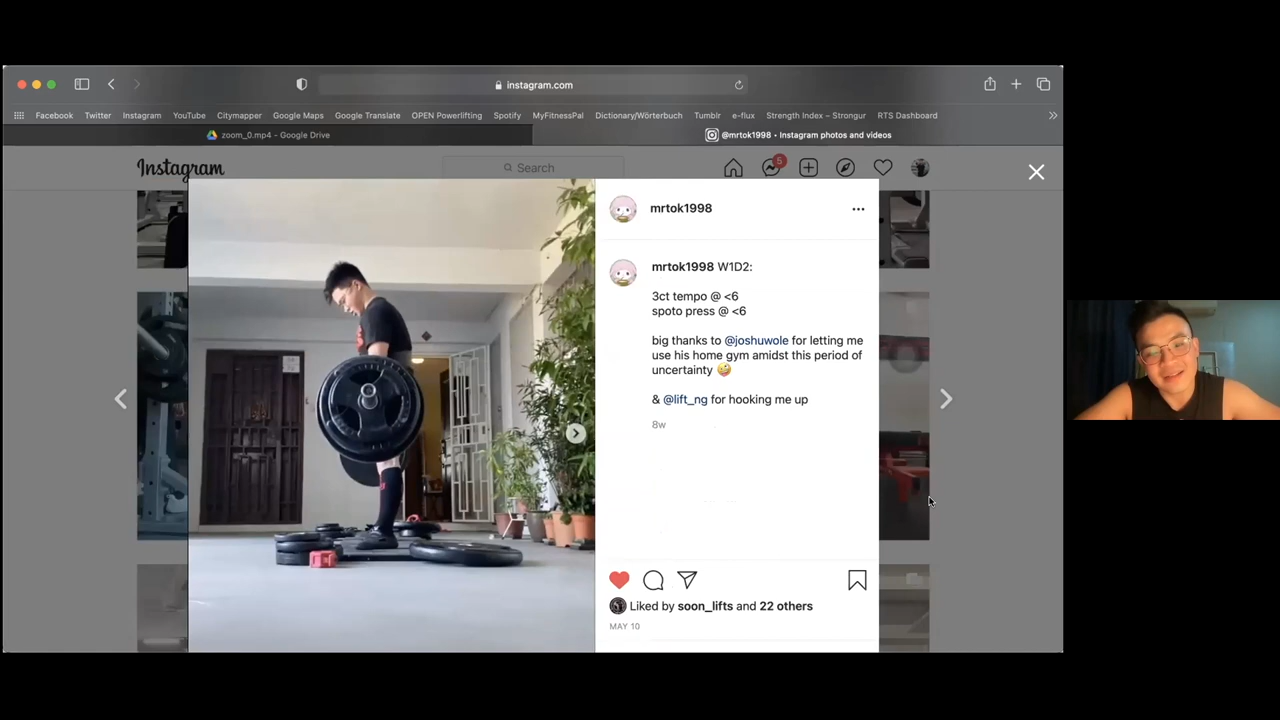 instagram.com
Facebook Twitter Instagram YouTube Citymapper Google Maps Google Translate OPEN Powerlifting Spotify MyFitnessPal Dictionary/Wörterbuch Tumblr e-flux Strength Index – Strongur RTS Dashboard
zoom_0.mp4 - Google Drive
@mrtok1998 • Instagram photos and videos
Instagram
Search
5
mrtok1998
mrtok1998 W1D2:
3ct tempo @ <6
spoto press @ <6
big thanks to @joshuwole for letting me
use his home gym amidst this period of
uncertainty 🤪
& @lift_ng for hooking me up
8w
Liked by soon_lifts and 22 others
MAY 10